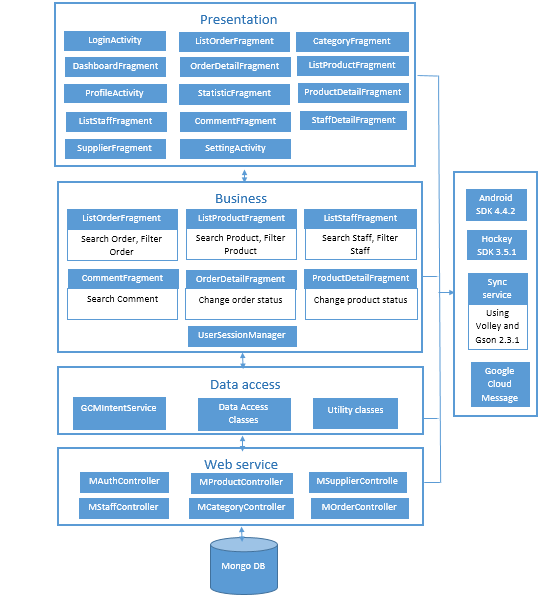 Presentation
LoginActivity
ListOrderFragment
CategoryFragment
DashboardFragment
OrderDetailFragment
ListProductFragment
ProfileActivity
StatisticFragment
ProductDetailFragment
ListStaffFragment
CommentFragment
StaffDetailFragment
SupplierFragment
SettingActivity
Business
ListOrderFragment
ListProductFragment
ListStaffFragment
Search Order, Filter
Order
Search Product, Filter
Product
Search Staff, Filter
Staff
CommentFragment
OrderDetailFragment
ProductDetailFragment
Search Comment
Change order status
Change product status
UserSessionManager
Data access
GCMIntentService
Data Access
Classes
Utility classes
Web service
MAuthController
MProductController
MSupplierControlle
MStaffController
MCategoryController
MOrderController
Mongo DB
Android
SDK 4.4.2
Hockey
SDK 3.5.1
Sync
service
Using
Volley and
Gson 2.3.1
Google
Cloud
Message